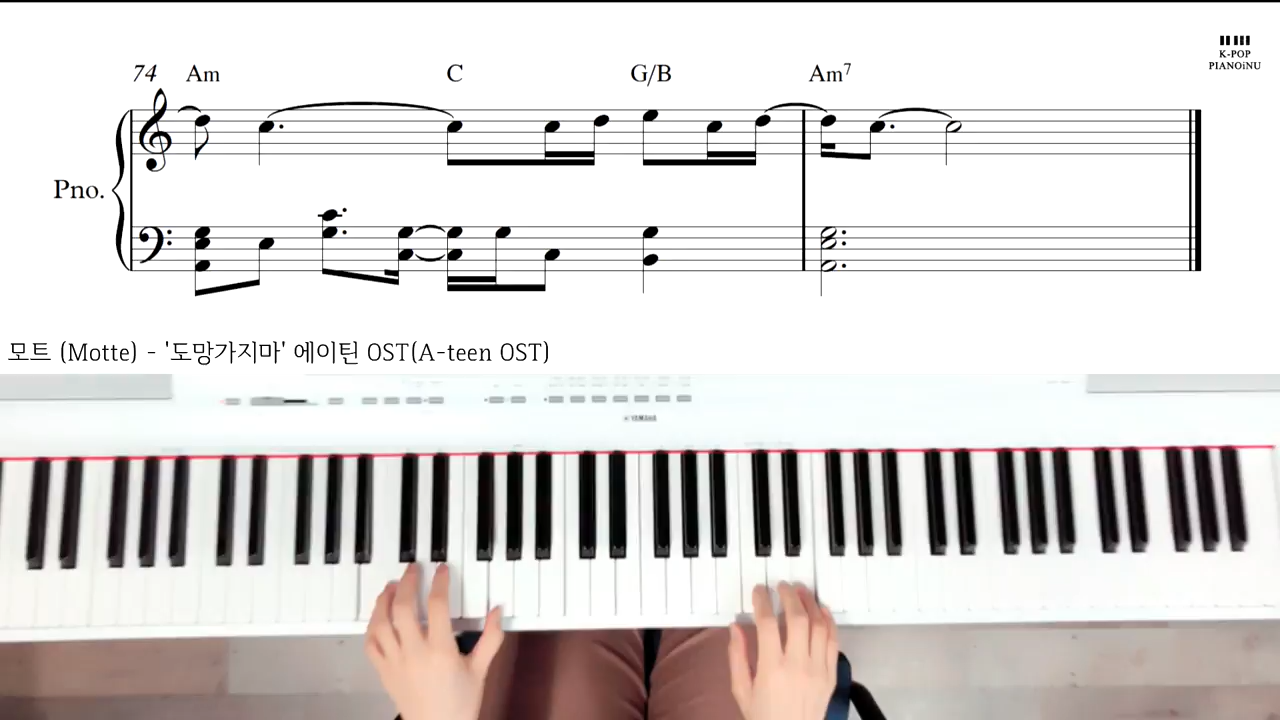 K-POP
PIANOiNU
74 Am C G/B Am7
Pno.
모트 (Motte) - '도망가지마' 에이틴 OST(A-teen OST)
YAMAHA